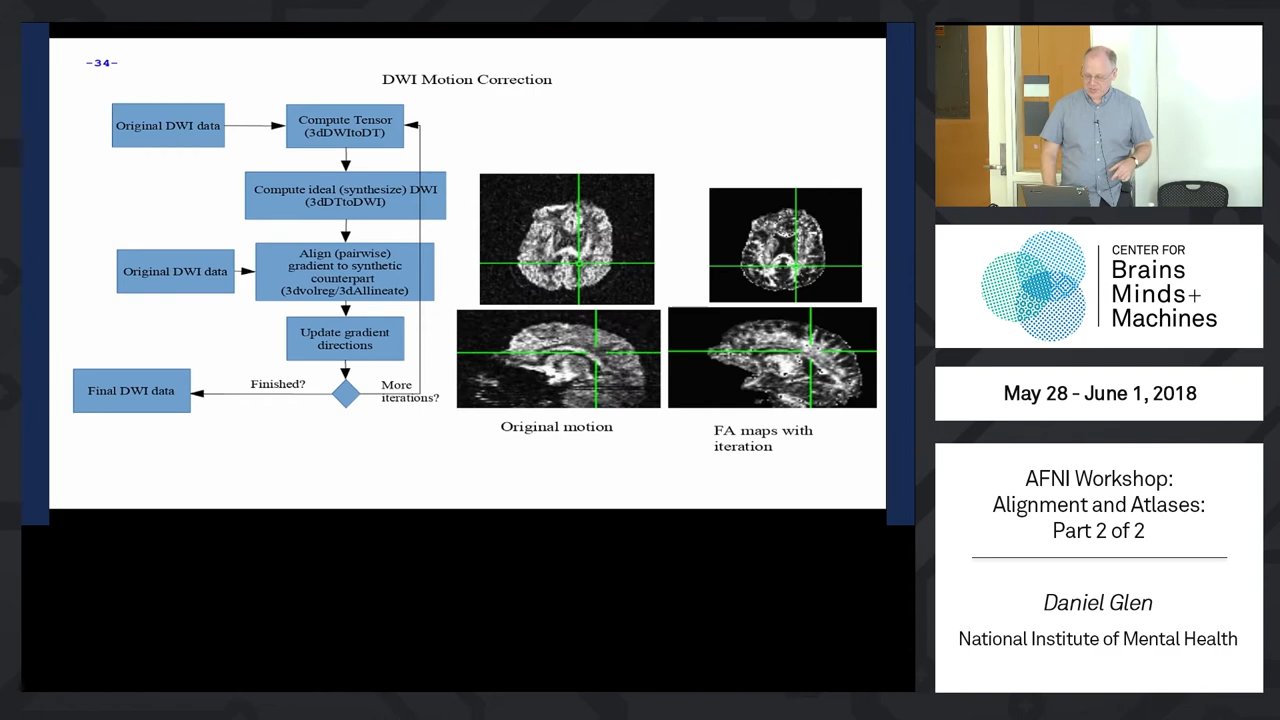 -34-
DWI Motion Correction
Original DWI data
Compute Tensor
(3dDWItoDT)
Compute ideal (synthesize) DWI
(3dDTtoDWI)
Original DWI data
Align (pairwise)
gradient to synthetic
counterpart
(3dvolreg/3dAllineate)
Update gradient
directions
Final DWI data
Finished?
More
iterations?
Original motion
FA maps with
iteration
CENTER FOR
Brains
Minds+
Machines
May 28 - June 1, 2018
AFNI Workshop:
Alignment and Atlases:
Part 2 of 2
Daniel Glen
National Institute of Mental Health